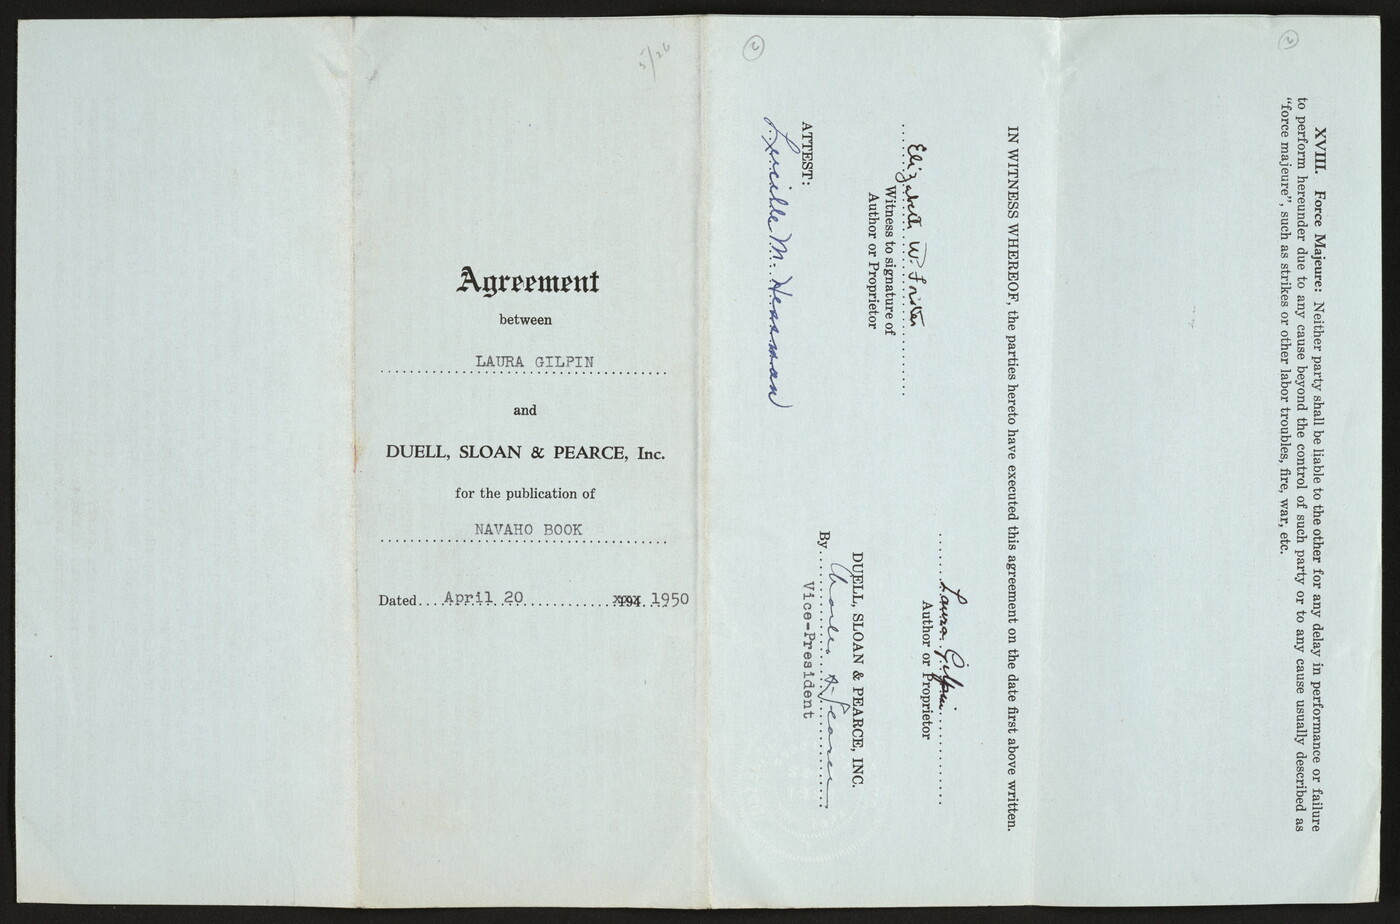 5/26
Agreement
between
LAURA GILPIN
and
DUELL, SLOAN & PEARCE, Inc.
for the publication of
NAVAHO BOOK
Dated....April 20.............194.. 1950
XVIII. Force Majeure: Neither party shall be liable to the other for any delay in performance or failure
to perform hereunder due to any cause beyond the control of such party or to any cause usually described as
"force majeure", such as strikes or other labor troubles, fire, war, etc.
IN WITNESS WHEREOF, the parties hereto have executed this agreement on the date first above written.
Laura Gilpin
Author or Proprietor
Elizabeth W. Forster
Witness to signature of
Author or Proprietor
DUELL, SLOAN & PEARCE, INC.
By Charles A. Pearce
Vice-President
ATTEST:
Lucille M.